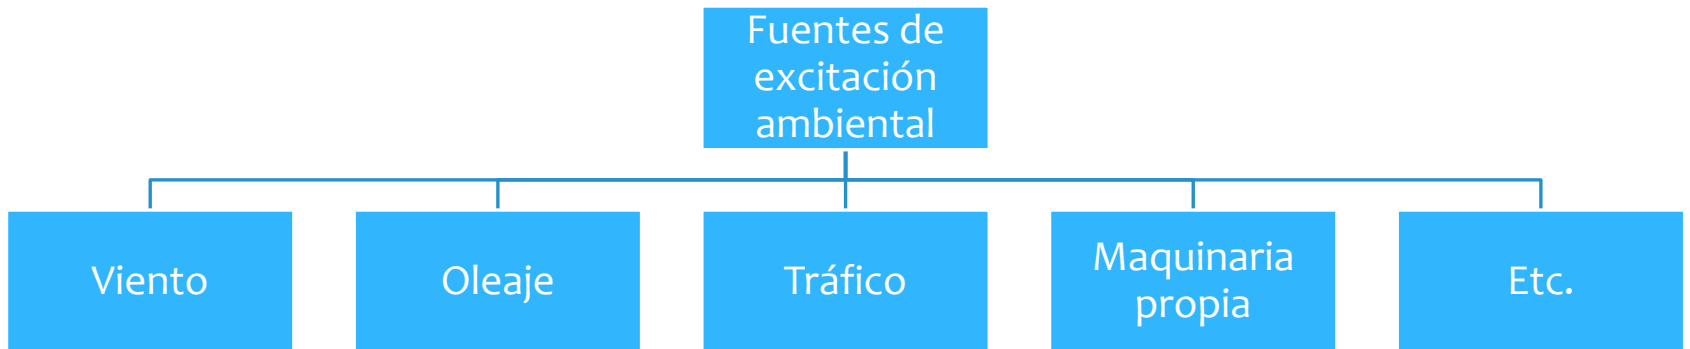 Fuentes de
excitación
ambiental
Viento
Oleaje
Tráfico
Maquinaria
propia
Etc.